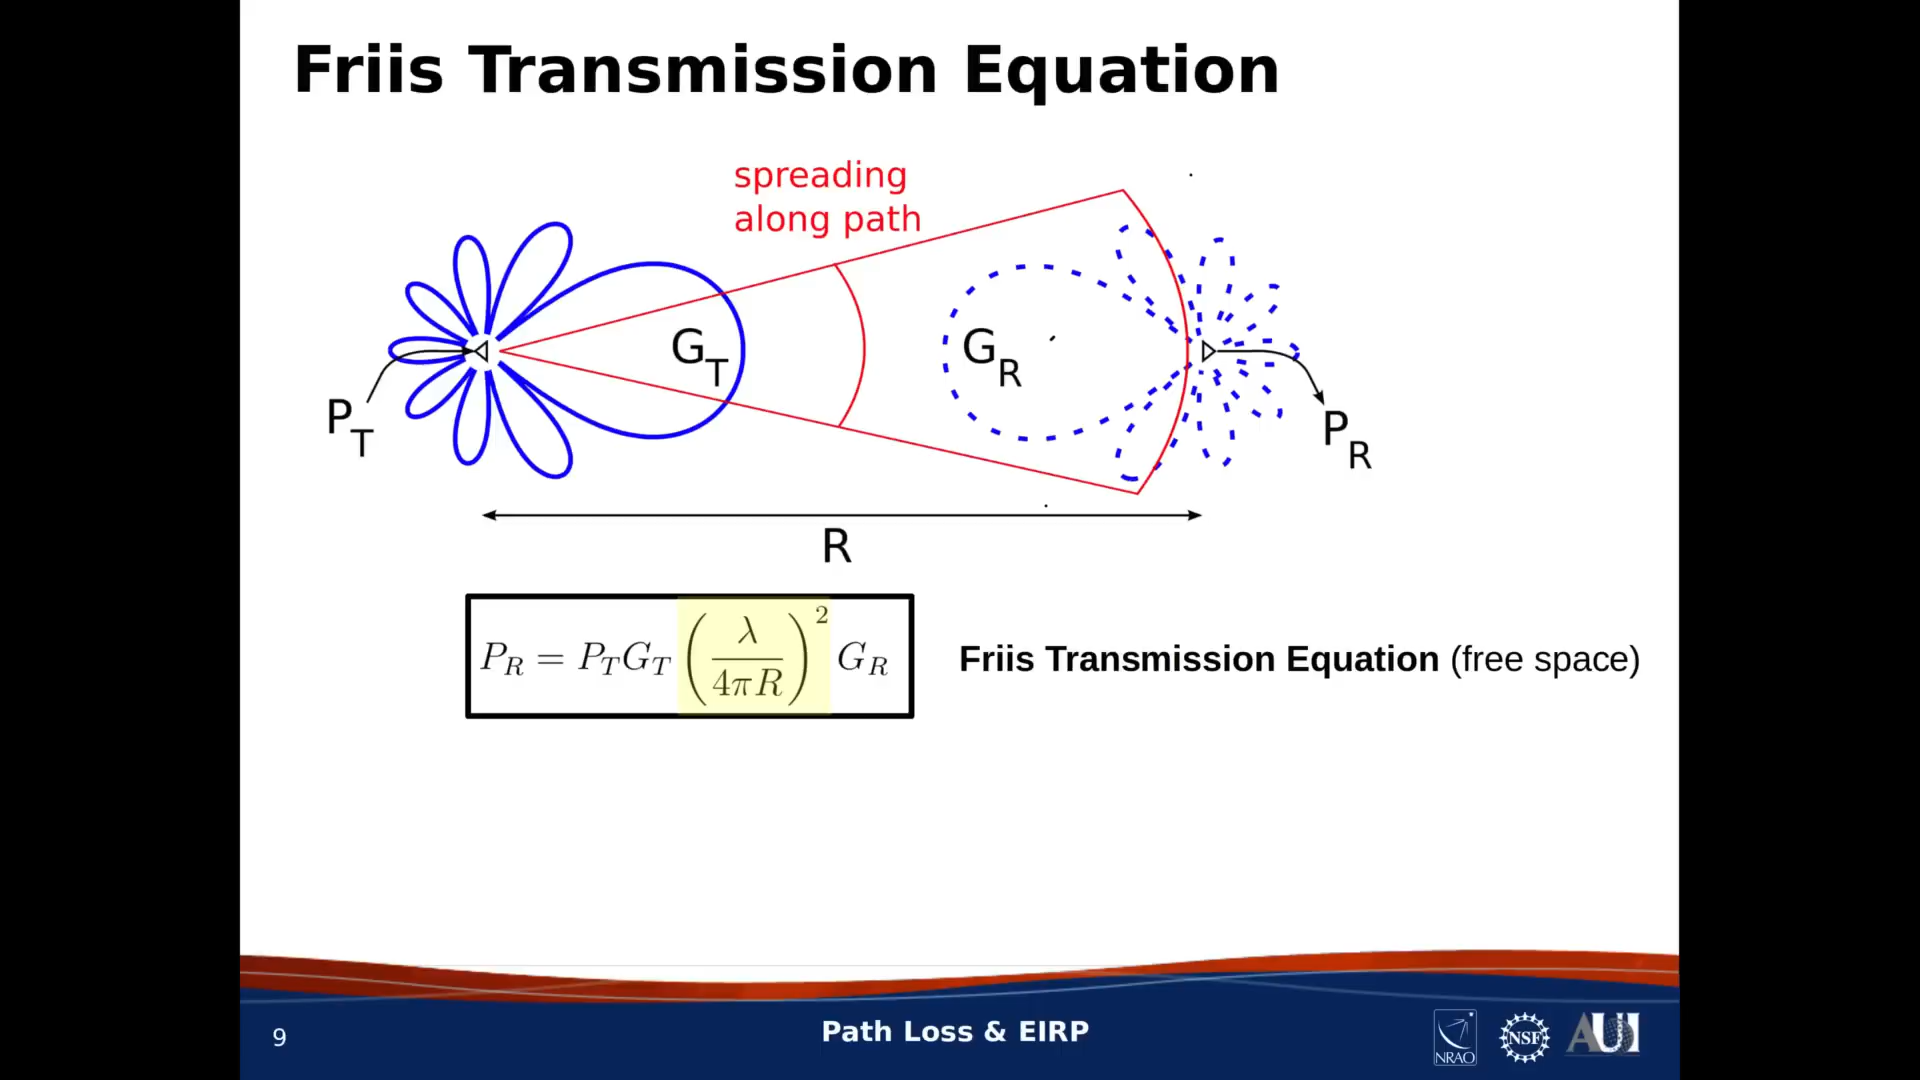 Friis Transmission Equation
spreading
along path
G_T
G_R
P_T
P_R
R
P_R = P_T G_T (λ / 4πR)^2 G_R
Friis Transmission Equation (free space)
9
Path Loss & EIRP
NRAO
NSF
AUI